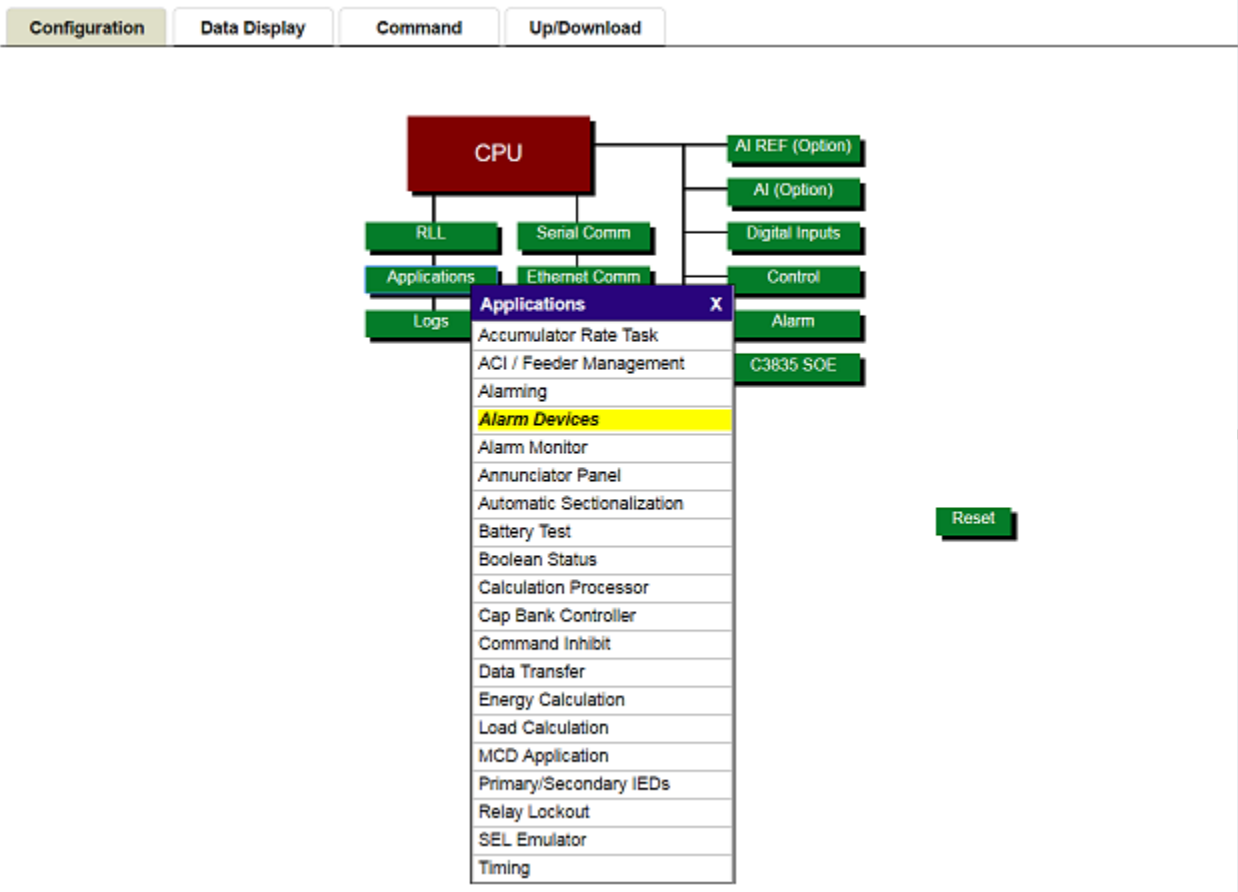 Configuration
Data Display
Command
Up/Download
CPU
AI REF (Option)
AI (Option)
RLL
Serial Comm
Digital Inputs
Applications
Ethernet Comm
Control
Logs
Alarm
C3835 SOE
Applications X
Accumulator Rate Task
ACI / Feeder Management
Alarming
Alarm Devices
Alarm Monitor
Annunciator Panel
Automatic Sectionalization
Battery Test
Boolean Status
Calculation Processor
Cap Bank Controller
Command Inhibit
Data Transfer
Energy Calculation
Load Calculation
MCD Application
Primary/Secondary IEDs
Relay Lockout
SEL Emulator
Timing
Reset